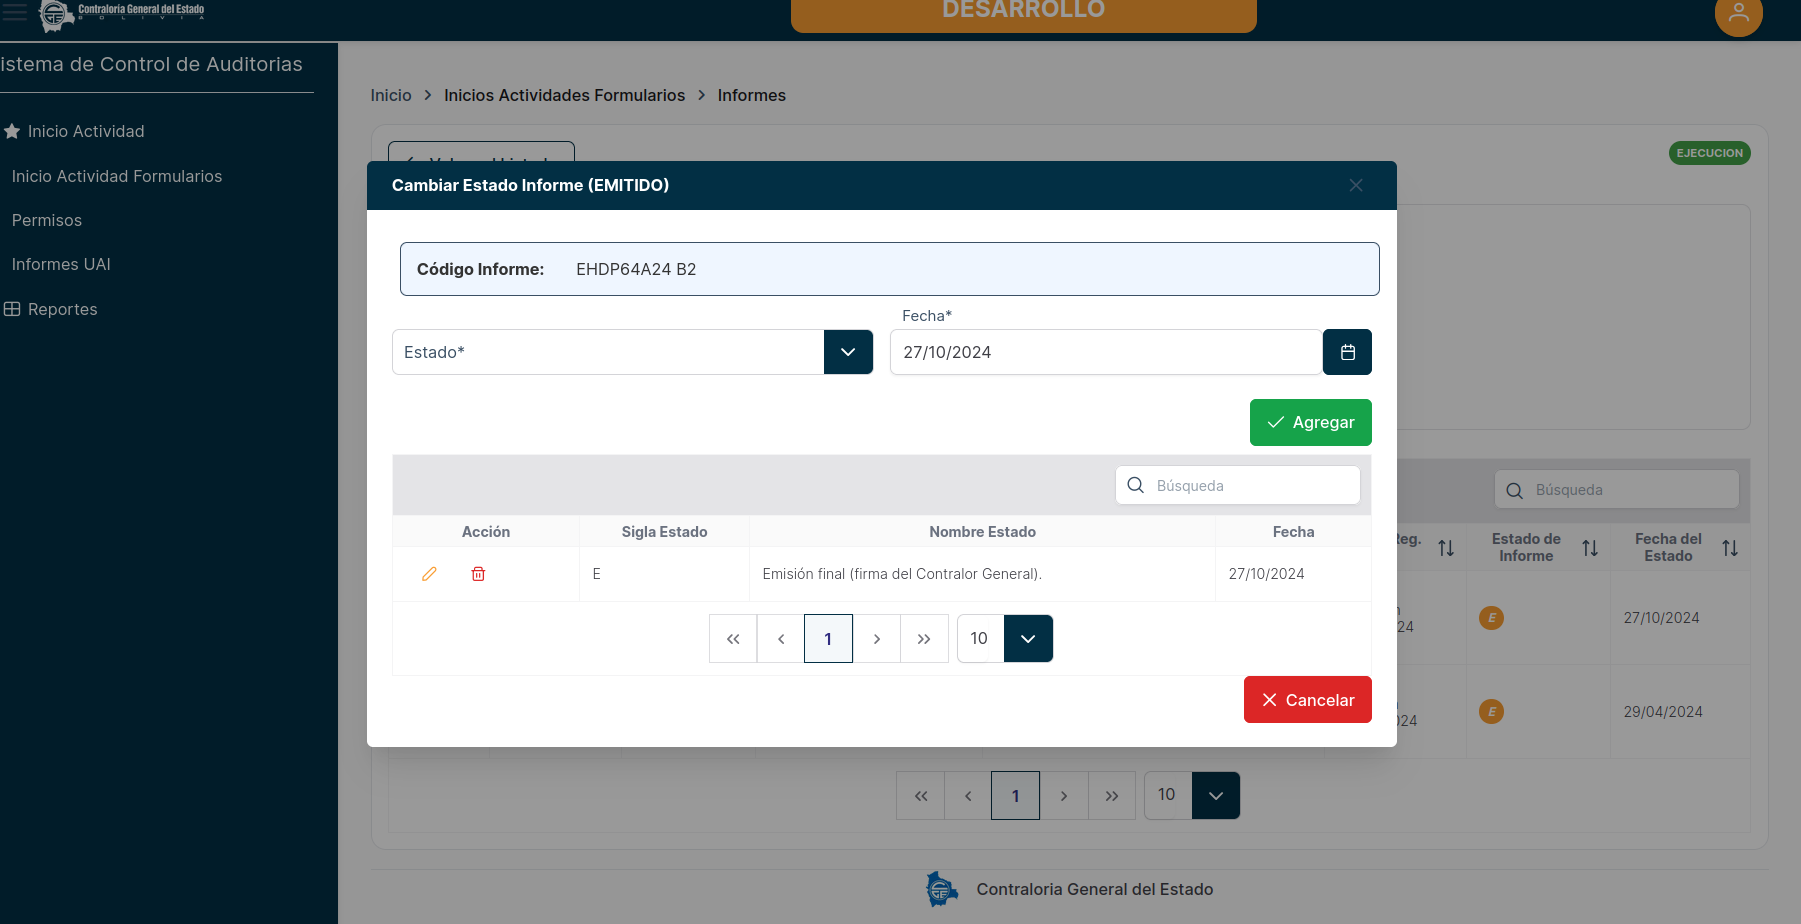 Contraloría General del Estado
B O L I V I A
DESARROLLO
istema de Control de Auditorias
Inicio Actividad
Inicio Actividad Formularios
Permisos
Informes UAI
Reportes
Inicio > Inicios Actividades Formularios > Informes
EJECUCION
Cambiar Estado Informe (EMITIDO)
Código Informe: EHDP64A24 B2
Fecha*
Estado*
27/10/2024
Agregar
Búsqueda
Búsqueda
Acción Sigla Estado Nombre Estado Fecha
E Emisión final (firma del Contralor General). 27/10/2024
« ‹ 1 › » 10
Cancelar
Reg. Estado de Informe Fecha del Estado
24 E 27/10/2024
024 E 29/04/2024
« ‹ 1 › » 10
Contraloria General del Estado